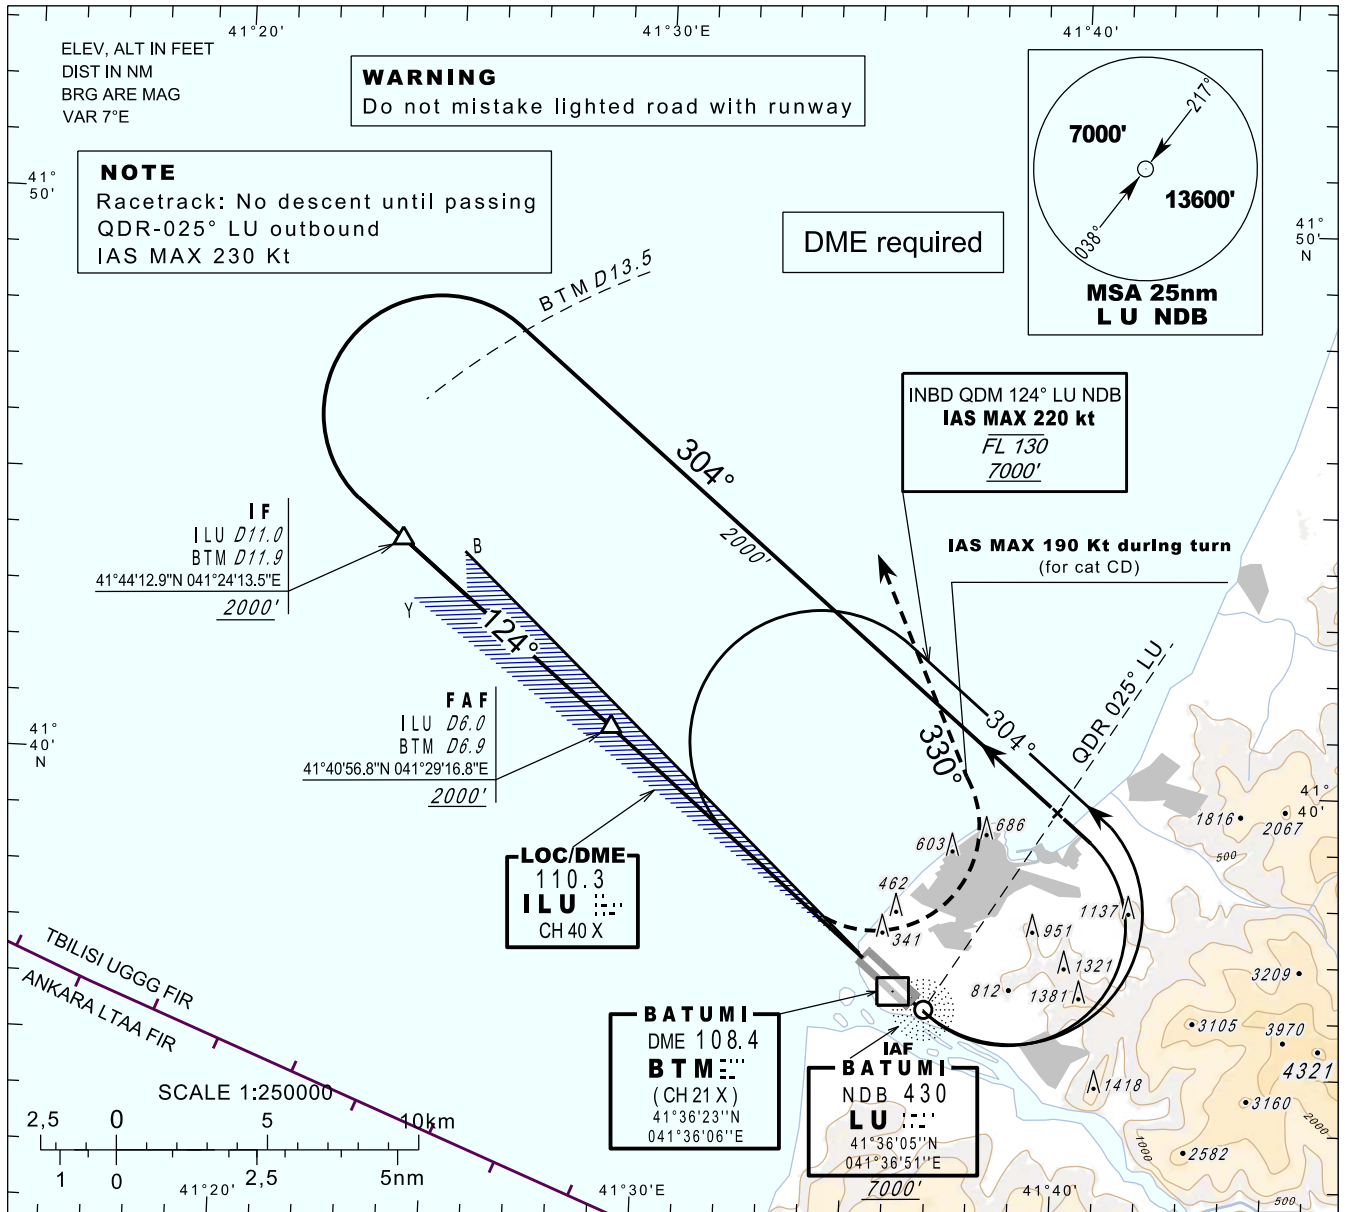 41°20'
41°30'E
41°40'
ELEV, ALT IN FEET
DIST IN NM
BRG ARE MAG
VAR 7°E
WARNING
Do not mistake lighted road with runway
217°
7000'
13600'
038°
MSA 25nm
LU NDB
41°
50'
NOTE
Racetrack: No descent until passing
QDR-025° LU outbound
IAS MAX 230 Kt
DME required
41°
50'
N
BTM D13.5
INBD QDM 124° LU NDB
IAS MAX 220 kt
FL 130
7000'
304°
2000'
IF
ILU D11.0
BTM D11.9
41°44'12.9"N 041°24'13.5"E
2000'
IAS MAX 190 Kt during turn
(for cat CD)
B
Y
124°
QDR 025° LU
FAF
ILU D6.0
BTM D6.9
41°40'56.8"N 041°29'16.8"E
2000'
41°
40'
N
304°
330°
41°
40'
1816
2067
500
686
603
462
341
1137
951
1321
1381
812
LOC/DME
110.3
ILU
CH 40 X
TBILISI UGGG FIR
ANKARA LTAA FIR
3209
3105
3970
4321
3160
1418
2582
1000
2000
500
BATUMI
DME 108.4
BTM
(CH 21 X)
41°36'23''N
041°36'06''E
IAF
BATUMI
NDB 430
LU
41°36'05''N
041°36'51''E
7000'
SCALE 1:250000
2,5 0 5 10km
1 0 2,5 5nm
41°20'
41°30'E
41°40'